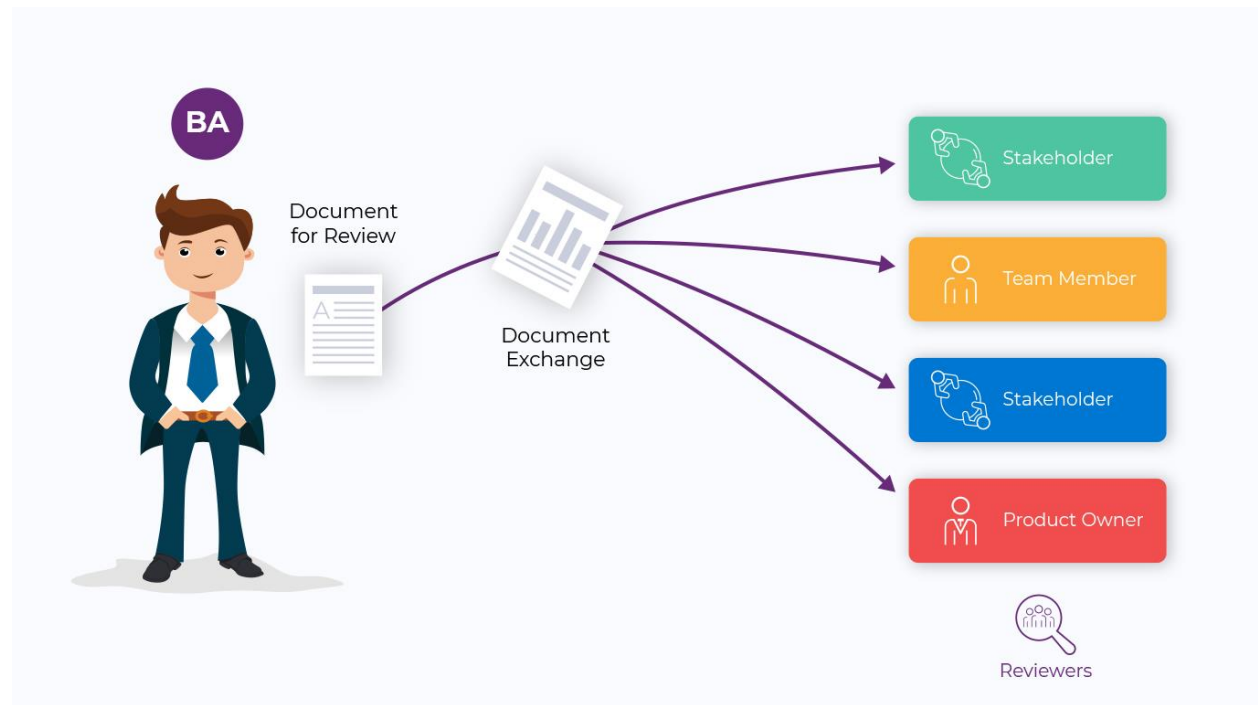 BA
Document
for Review
A
Document
Exchange
Stakeholder
Team Member
Stakeholder
Product Owner
Reviewers